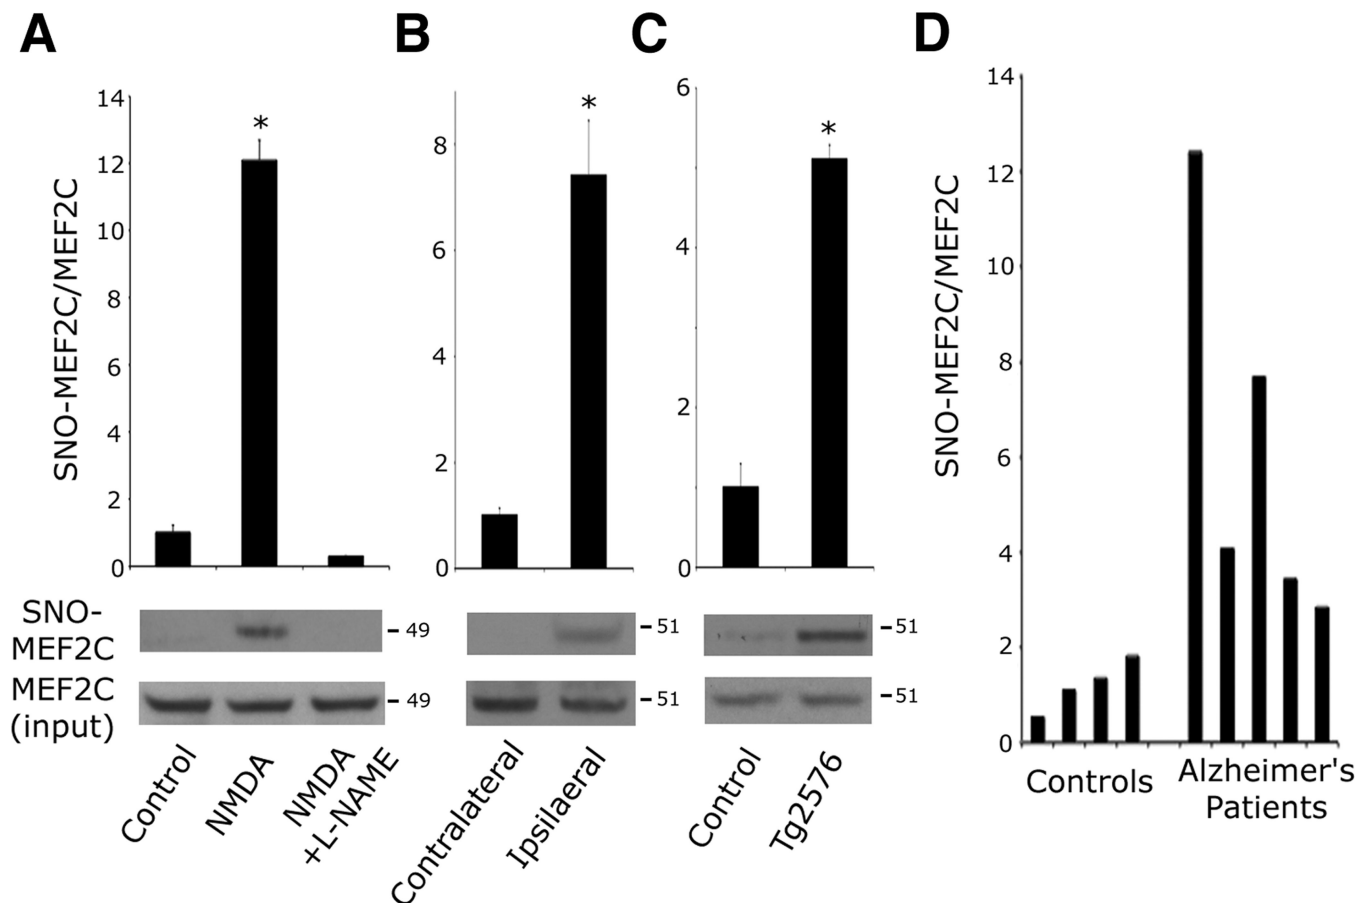 A
B
C
D
SNO-MEF2C/MEF2C
14
12
10
8
6
4
2
0
*
8
6
4
2
0
*
6
4
2
0
*
SNO-MEF2C/MEF2C
14
12
10
8
6
4
2
0
Controls
Alzheimer's
Patients
SNO-
MEF2C
- 49
- 51
- 51
MEF2C
(input)
- 49
- 51
- 51
Control
NMDA
NMDA
+L-NAME
Contralateral
Ipsilaeral
Control
Tg2576